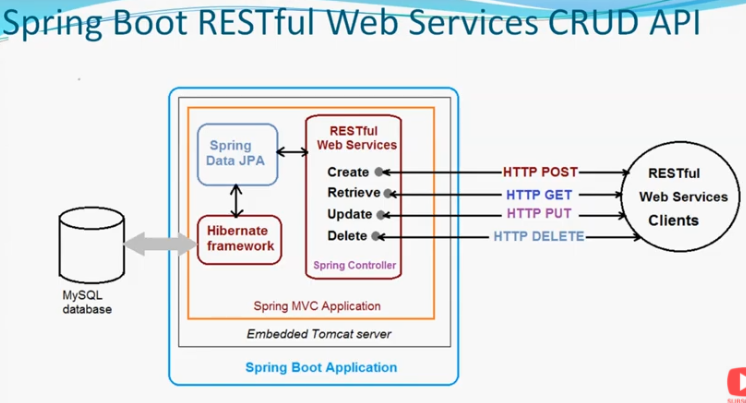 Spring Boot RESTful Web Services CRUD API
Spring
Data JPA
RESTful
Web Services
Create
Retrieve
Update
Delete
Spring Controller
Hibernate
framework
HTTP POST
HTTP GET
HTTP PUT
HTTP DELETE
RESTful
Web Services
Clients
MySQL
database
Spring MVC Application
Embedded Tomcat server
Spring Boot Application